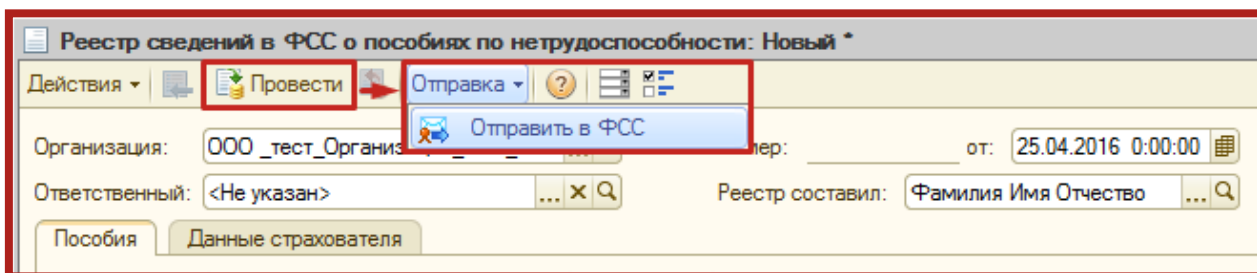 Реестр сведений в ФСС о пособиях по нетрудоспособности: Новый *
Действия Провести Отправка ?
Отправить в ФСС
Организация: ООО _тест_Организ от: 25.04.2016 0:00:00
Ответственный: <Не указан> ... Реестр составил: Фамилия Имя Отчество ...
Пособия Данные страхователя